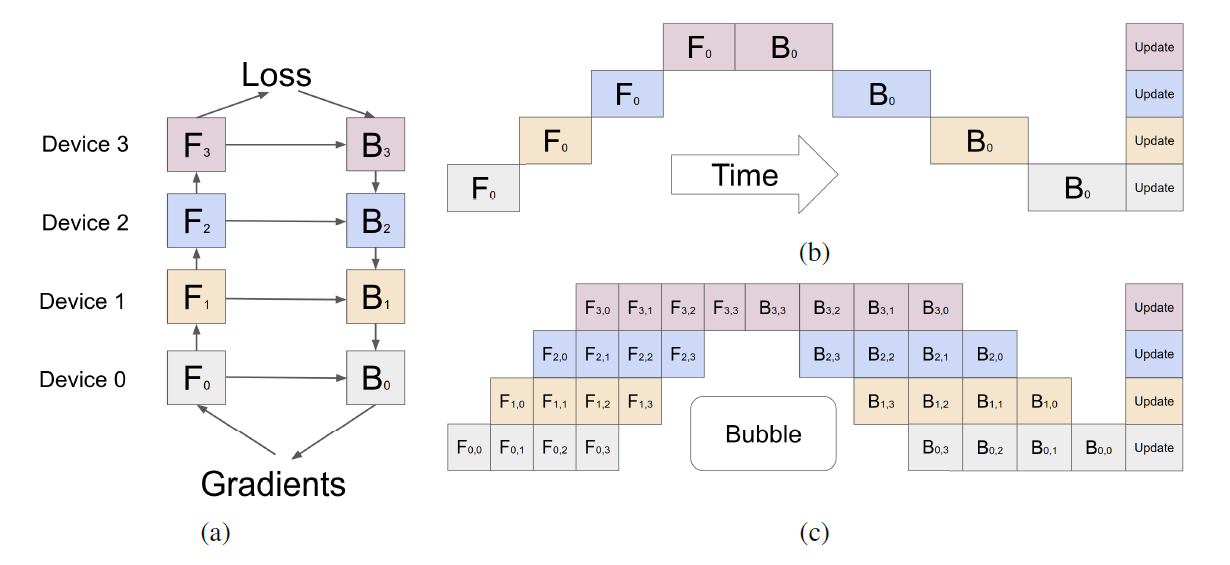 Loss
Device 3 F3 B3
Device 2 F2 B2
Device 1 F1 B1
Device 0 F0 B0
Gradients
(a)
F0 B0 Update
F0 B0 Update
F0 B0 Update
Time
F0 B0 Update
(b)
F3,0 F3,1 F3,2 F3,3 B3,3 B3,2 B3,1 B3,0 Update
F2,0 F2,1 F2,2 F2,3 B2,3 B2,2 B2,1 B2,0 Update
F1,0 F1,1 F1,2 F1,3 B1,3 B1,2 B1,1 B1,0 Update
Bubble
F0,0 F0,1 F0,2 F0,3 B0,3 B0,2 B0,1 B0,0 Update
(c)